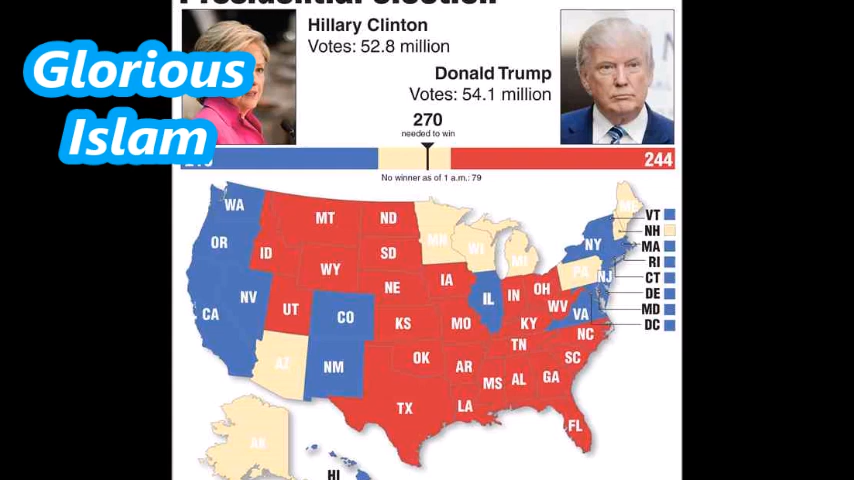 Hillary Clinton
Votes: 52.8 million
Donald Trump
Votes: 54.1 million
Glorious
Islam
270
needed to win
244
No winner as of 1 a.m.: 79
WA
MT
ND
MN
ME
VT
NH
OR
ID
SD
WI
MI
NY
MA
WY
RI
IA
PA
NJ
CT
NV
NE
IL
IN
OH
DE
CA
UT
CO
WV
VA
MD
KS
MO
KY
DC
NC
AZ
NM
OK
AR
TN
SC
TX
LA
MS
AL
GA
FL
AK
HI